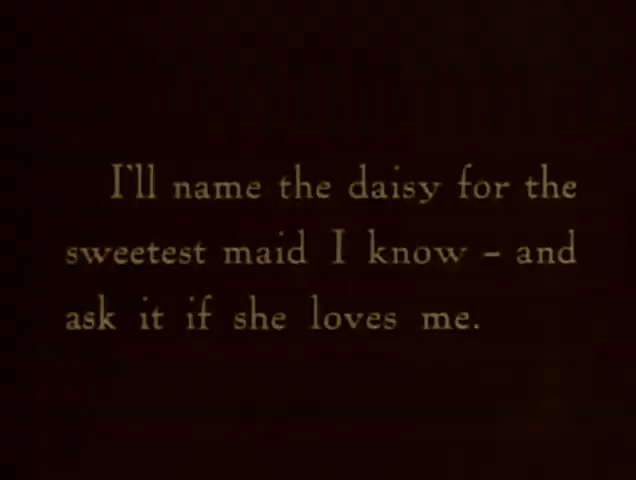 I'll name the daisy for the
sweetest maid I know – and
ask it if she loves me.